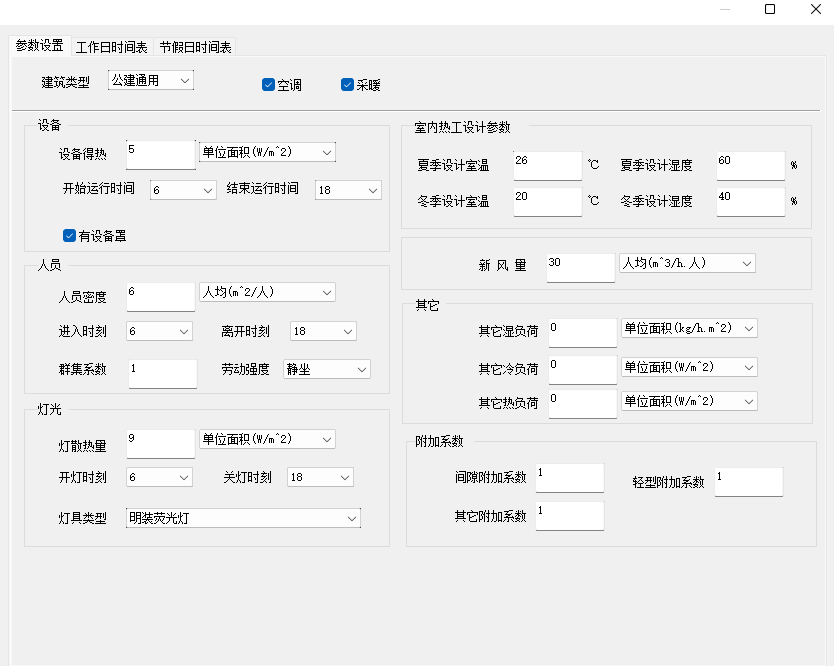 参数设置 工作日时间表 节假日时间表
建筑类型 公建通用 空调 采暖
设备
设备得热 5 单位面积(W/m^2)
开始运行时间 6 结束运行时间 18
有设备罩
人员
人员密度 6 人均(m^2/人)
进入时刻 6 离开时刻 18
群集系数 1 劳动强度 静坐
灯光
灯散热量 9 单位面积(W/m^2)
开灯时刻 6 关灯时刻 18
灯具类型 明装荧光灯
室内热工设计参数
夏季设计室温 26 ℃ 夏季设计湿度 60 %
冬季设计室温 20 ℃ 冬季设计湿度 40 %
新 风 量 30 人均(m^3/h.人)
其它
其它湿负荷 0 单位面积(kg/h.m^2)
其它冷负荷 0 单位面积(W/m^2)
其它热负荷 0 单位面积(W/m^2)
附加系数
间隙附加系数 1 轻型附加系数 1
其它附加系数 1